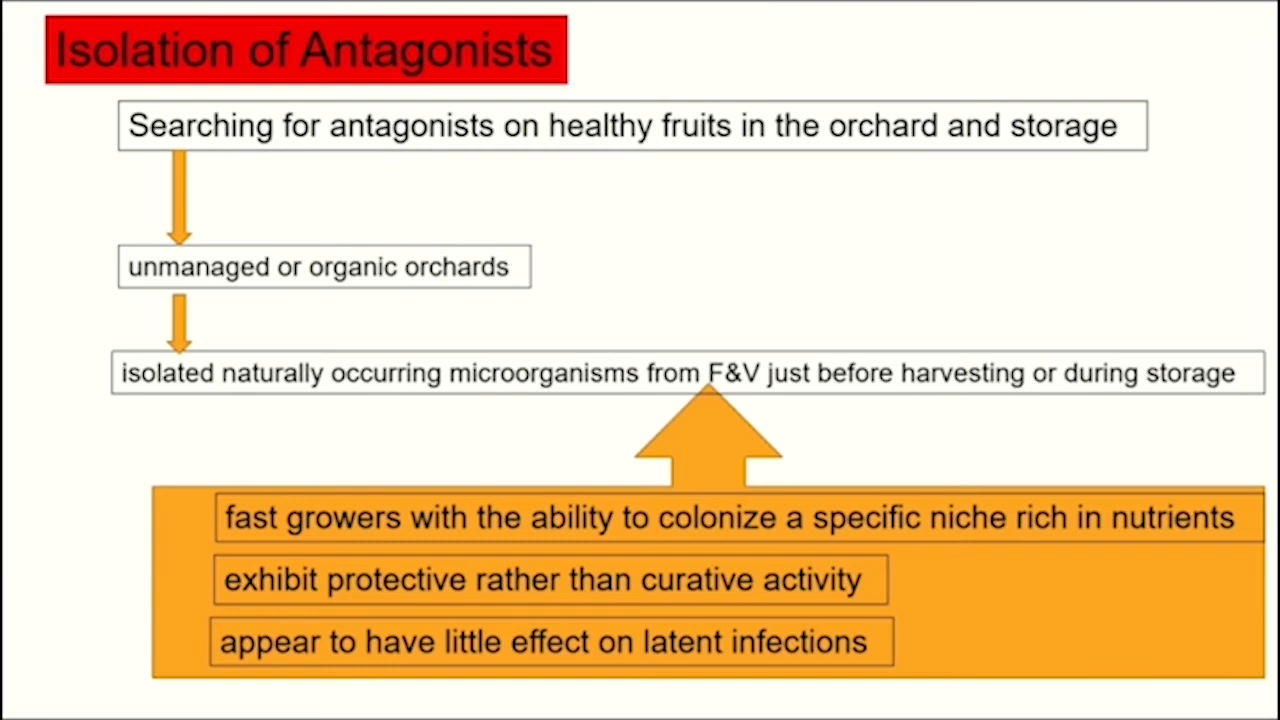 Isolation of Antagonists
Searching for antagonists on healthy fruits in the orchard and storage
unmanaged or organic orchards
isolated naturally occurring microorganisms from F&V just before harvesting or during storage
fast growers with the ability to colonize a specific niche rich in nutrients
exhibit protective rather than curative activity
appear to have little effect on latent infections